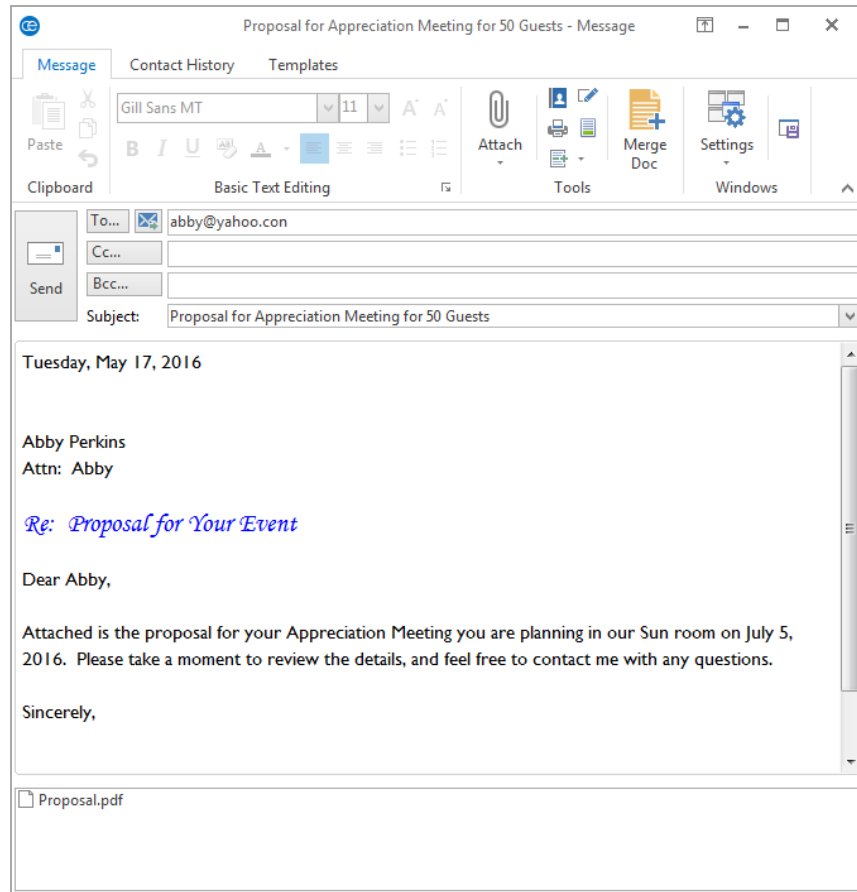 Proposal for Appreciation Meeting for 50 Guests - Message
Message Contact History Templates
Gill Sans MT 11 A A
Paste B I U A Attach Merge Doc Settings
Clipboard Basic Text Editing Tools Windows
To... abby@yahoo.con
Cc...
Send Bcc...
Subject: Proposal for Appreciation Meeting for 50 Guests
Tuesday, May 17, 2016
Abby Perkins
Attn: Abby
Re: Proposal for Your Event
Dear Abby,
Attached is the proposal for your Appreciation Meeting you are planning in our Sun room on July 5,
2016. Please take a moment to review the details, and feel free to contact me with any questions.
Sincerely,
Proposal.pdf